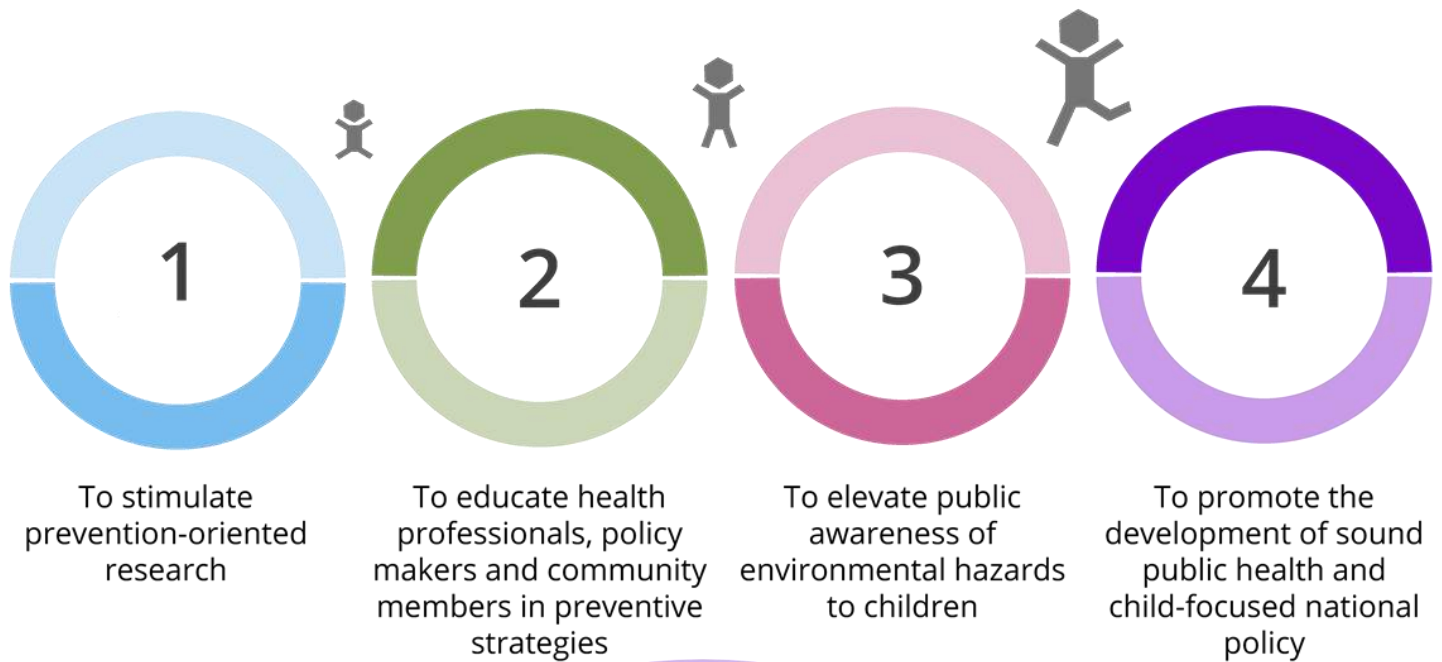 1
To stimulate
prevention-oriented
research
2
To educate health
professionals, policy
makers and community
members in preventive
strategies
3
To elevate public
awareness of
environmental hazards
to children
4
To promote the
development of sound
public health and
child-focused national
policy